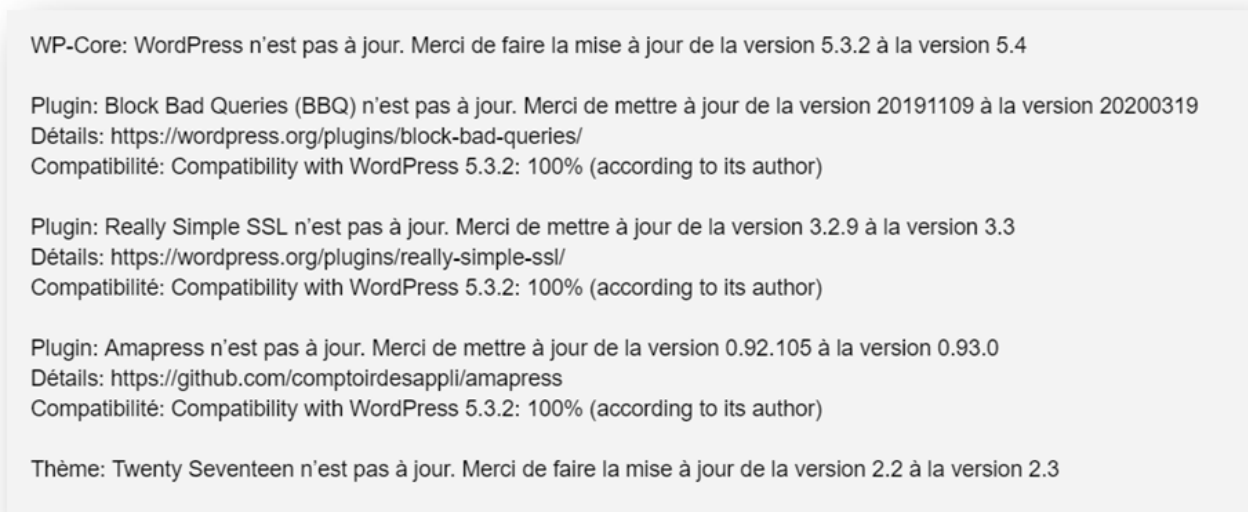 WP-Core: WordPress n’est pas à jour. Merci de faire la mise à jour de la version 5.3.2 à la version 5.4
Plugin: Block Bad Queries (BBQ) n’est pas à jour. Merci de mettre à jour de la version 20191109 à la version 20200319
Détails: https://wordpress.org/plugins/block-bad-queries/
Compatibilité: Compatibility with WordPress 5.3.2: 100% (according to its author)
Plugin: Really Simple SSL n’est pas à jour. Merci de mettre à jour de la version 3.2.9 à la version 3.3
Détails: https://wordpress.org/plugins/really-simple-ssl/
Compatibilité: Compatibility with WordPress 5.3.2: 100% (according to its author)
Plugin: Amapress n’est pas à jour. Merci de mettre à jour de la version 0.92.105 à la version 0.93.0
Détails: https://github.com/comptoirdesappli/amapress
Compatibilité: Compatibility with WordPress 5.3.2: 100% (according to its author)
Thème: Twenty Seventeen n’est pas à jour. Merci de faire la mise à jour de la version 2.2 à la version 2.3